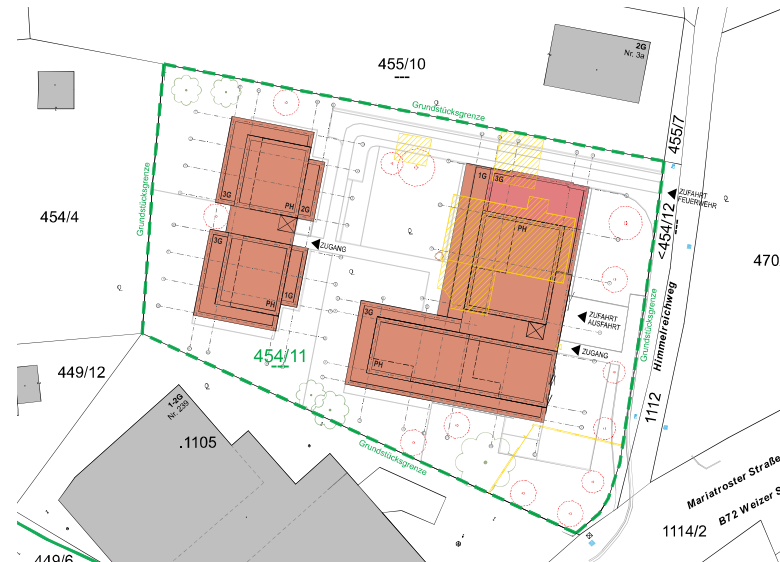 2G
Nr. 3a
455/10
Grundstücksgrenze
455/7
ZUFAHRT
FEUERWEHR
<454/12
1G
3G
PH
3G
PH
2G
454/4
Grundstücksgrenze
ZUGANG
3G
PH
1G
470
Himmelreichweg
Grundstücksgrenze
ZUFAHRT
AUSFAHRT
ZUGANG
3G
PH
454/11
449/12
1-2G
Nr. 239
.1105
Grundstücksgrenze
1112
Mariatroster Straße
B72 Weizer S
1114/2
449/6